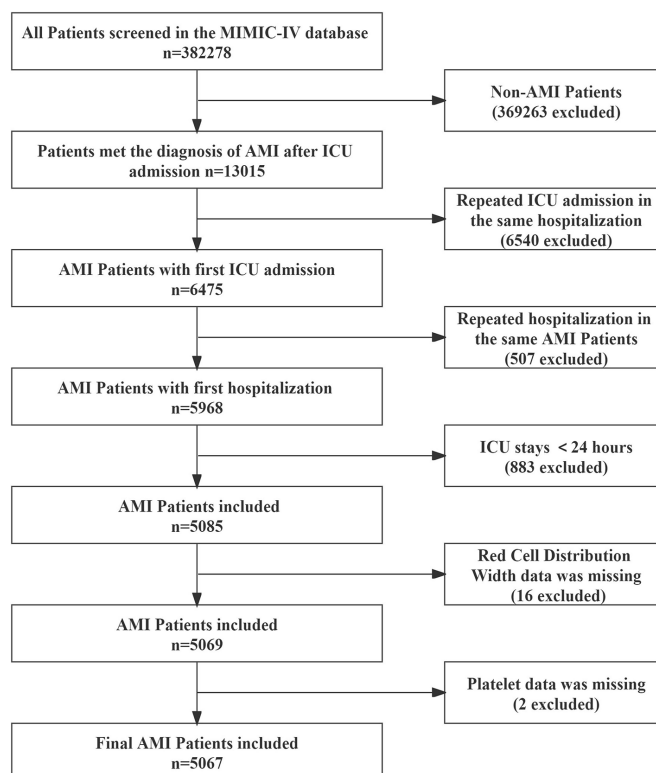 All Patients screened in the MIMIC-IV database
n=382278
Non-AMI Patients
(369263 excluded)
Patients met the diagnosis of AMI after ICU
admission n=13015
Repeated ICU admission in
the same hospitalization
(6540 excluded)
AMI Patients with first ICU admission
n=6475
Repeated hospitalization in
the same AMI Patients
(507 excluded)
AMI Patients with first hospitalization
n=5968
ICU stays < 24 hours
(883 excluded)
AMI Patients included
n=5085
Red Cell Distribution
Width data was missing
(16 excluded)
AMI Patients included
n=5069
Platelet data was missing
(2 excluded)
Final AMI Patients included
n=5067